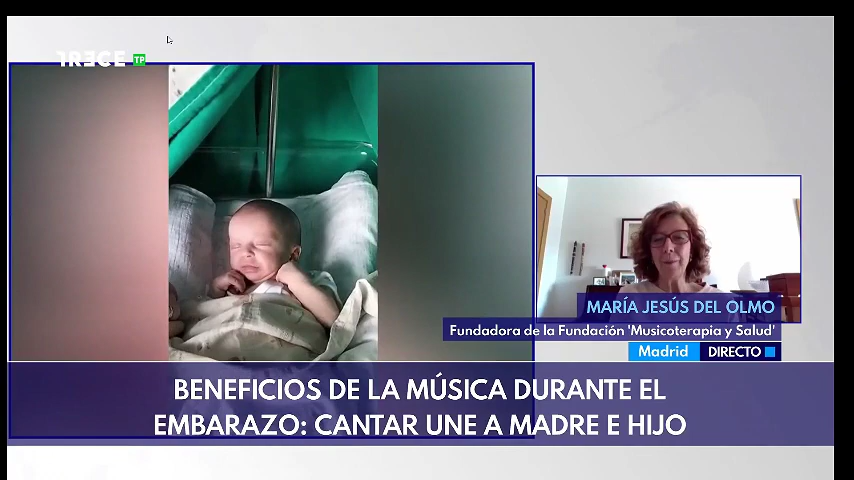 TRECE TP
MARÍA JESÚS DEL OLMO
Fundadora de la Fundación 'Musicoterapia y Salud'
Madrid DIRECTO
BENEFICIOS DE LA MÚSICA DURANTE EL
EMBARAZO: CANTAR UNE A MADRE E HIJO